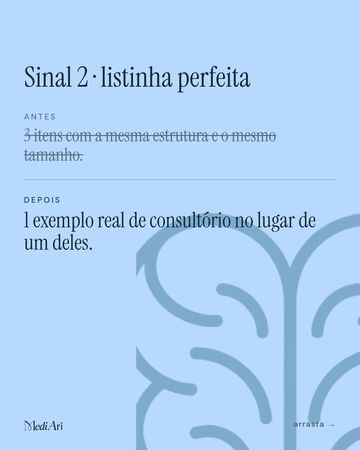 Sinal 2 · listinha perfeita
ANTES
3 itens com a mesma estrutura e o mesmo
tamanho.
DEPOIS
1 exemplo real de consultório no lugar de
um deles.
MediAri
arrasta →